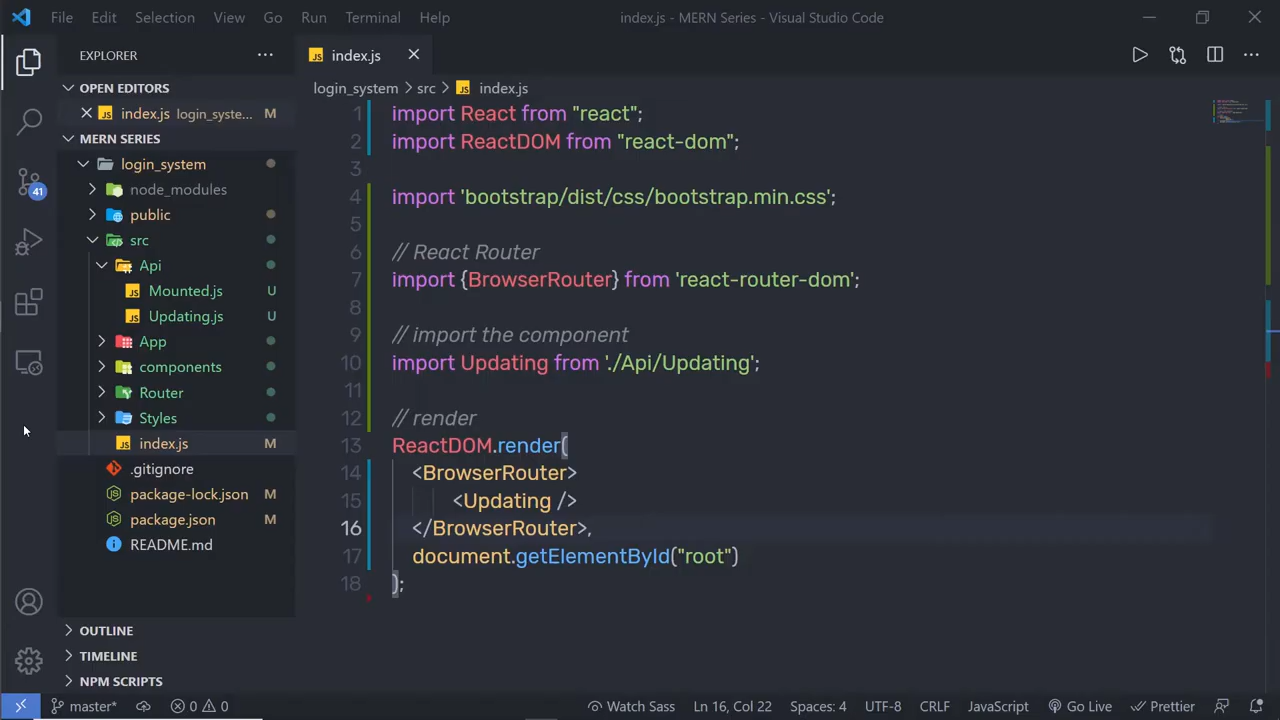 File Edit Selection View Go Run Terminal Help index.js - MERN Series - Visual Studio Code
EXPLORER
OPEN EDITORS
JS index.js login_syste... M
MERN SERIES
login_system
node_modules
public
src
Api
JS Mounted.js U
JS Updating.js U
App
components
Router
Styles
JS index.js M
.gitignore
package-lock.json M
package.json M
README.md
OUTLINE
TIMELINE
NPM SCRIPTS
41
JS index.js
login_system > src > JS index.js
1 import React from "react";
2 import ReactDOM from "react-dom";
3
4 import 'bootstrap/dist/css/bootstrap.min.css';
5
6 // React Router
7 import {BrowserRouter} from 'react-router-dom';
8
9 // import the component
10 import Updating from './Api/Updating';
11
12 // render
13 ReactDOM.render(
14 <BrowserRouter>
15 <Updating />
16 </BrowserRouter>,
17 document.getElementById("root")
18 );
master* 0 0 Watch Sass Ln 16, Col 22 Spaces: 4 UTF-8 CRLF JavaScript Go Live Prettier